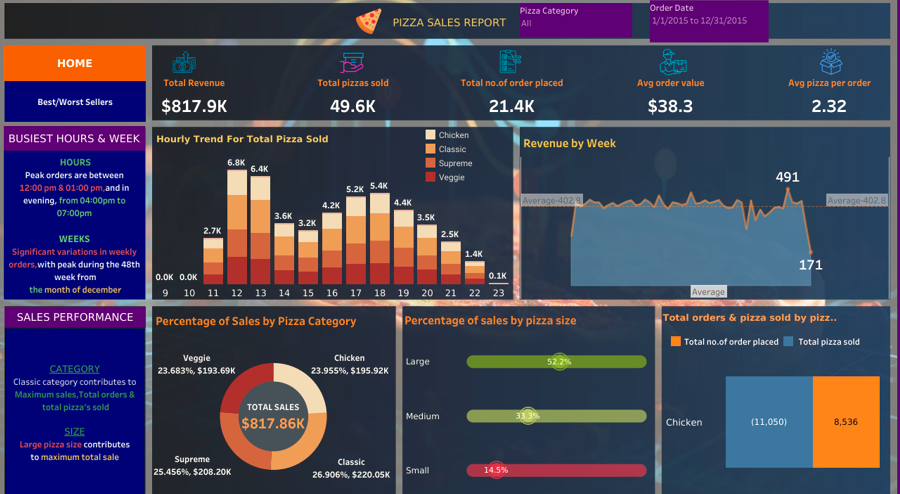 PIZZA SALES REPORT
Pizza Category
All
Order Date
1/1/2015 to 12/31/2015
HOME
Best/Worst Sellers
Total Revenue
$817.9K
Total pizzas sold
49.6K
Total no.of order placed
21.4K
Avg order value
$38.3
Avg pizza per order
2.32
BUSIEST HOURS & WEEK
HOURS
Peak orders are between
12:00 pm & 01:00 pm,and in
evening, from 04:00pm to
07:00pm
WEEKS
Significant variations in weekly
orders,with peak during the 48th
week from
the month of december
Hourly Trend For Total Pizza Sold
Chicken
Classic
Supreme
Veggie
0.0K 0.0K 2.7K 6.8K 6.4K 3.6K 3.2K 4.2K 5.2K 5.4K 4.4K 3.5K 2.5K 1.4K 0.1K
9 10 11 12 13 14 15 16 17 18 19 20 21 22 23
Revenue by Week
491
Average-402.8
Average-402.8
171
Average
SALES PERFORMANCE
CATEGORY
Classic category contributes to
Maximum sales,Total orders &
total pizza's sold
SIZE
Large pizza size contributes
to maximum total sale
Percentage of Sales by Pizza Category
Veggie
23.683%, $193.69K
Chicken
23.955%, $195.92K
TOTAL SALES
$817.86K
Supreme
25.456%, $208.20K
Classic
26.906%, $220.05K
Percentage of sales by pizza size
Large
52.2%
Medium
33.3%
Small
14.5%
Total orders & pizza sold by pizz..
Total no.of order placed
Total pizza sold
Chicken
(11,050)
8,536